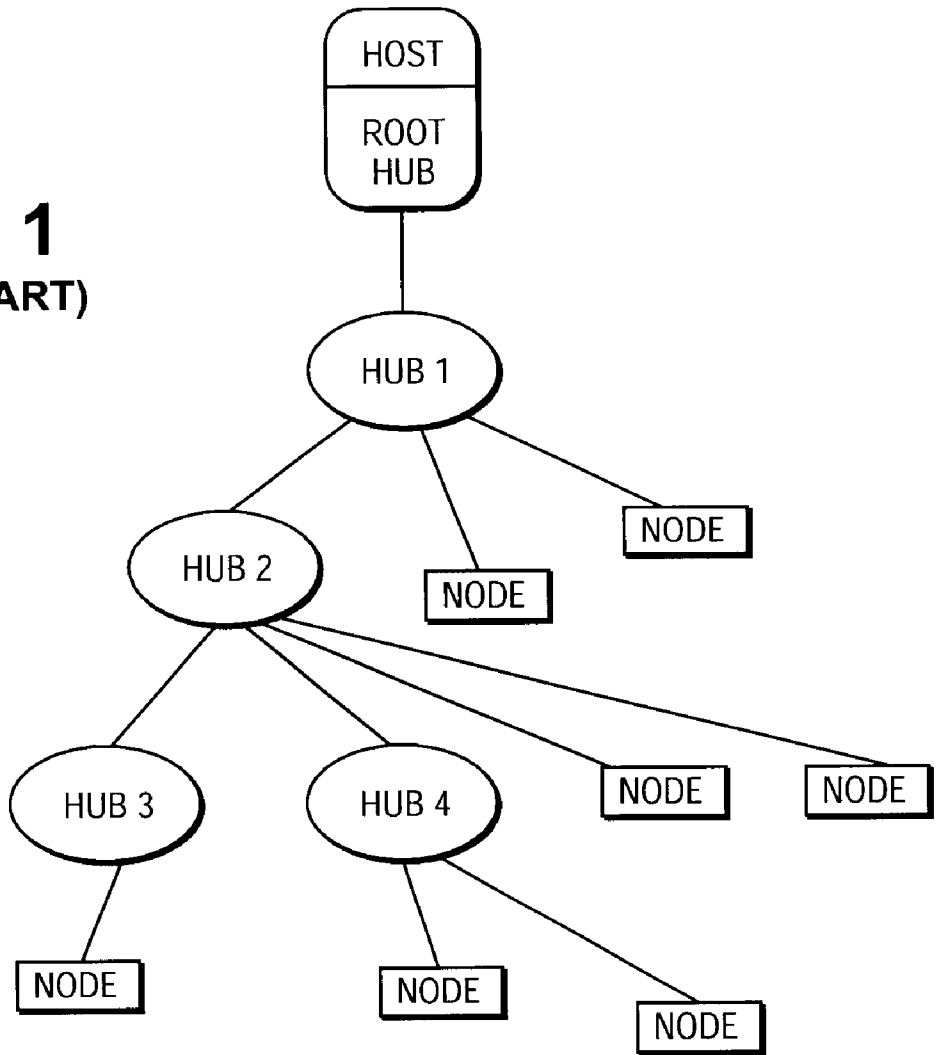 HOST
ROOT
HUB
1
ART)
HUB 1
NODE
HUB 2
NODE
HUB 3
HUB 4
NODE
NODE
NODE
NODE
NODE